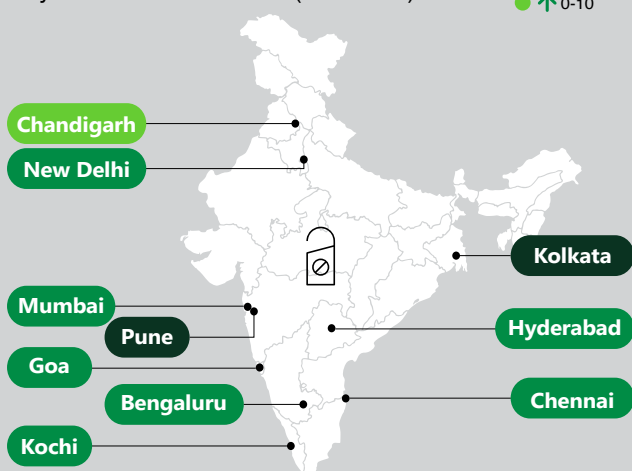 0-10
Chandigarh
New Delhi
Kolkata
Mumbai
Hyderabad
Pune
Goa
Bengaluru
Chennai
Kochi